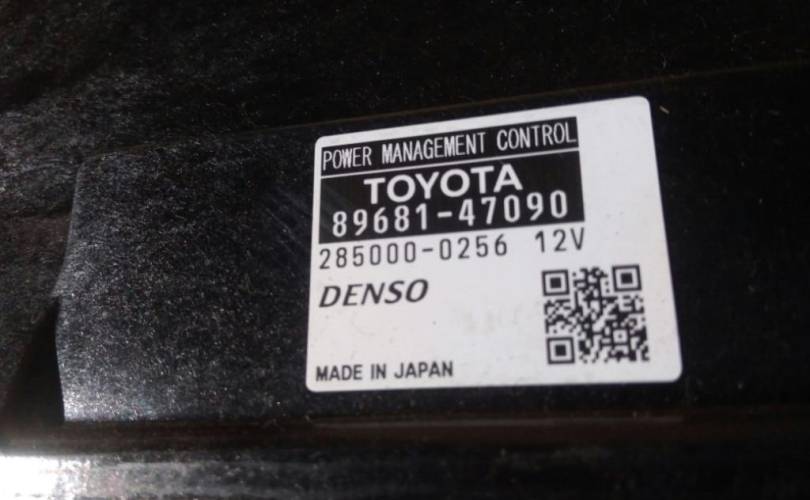 POWER MANAGEMENT CONTROL
TOYOTA
89681-47090
285000-0256 12V
DENSO
MADE IN JAPAN